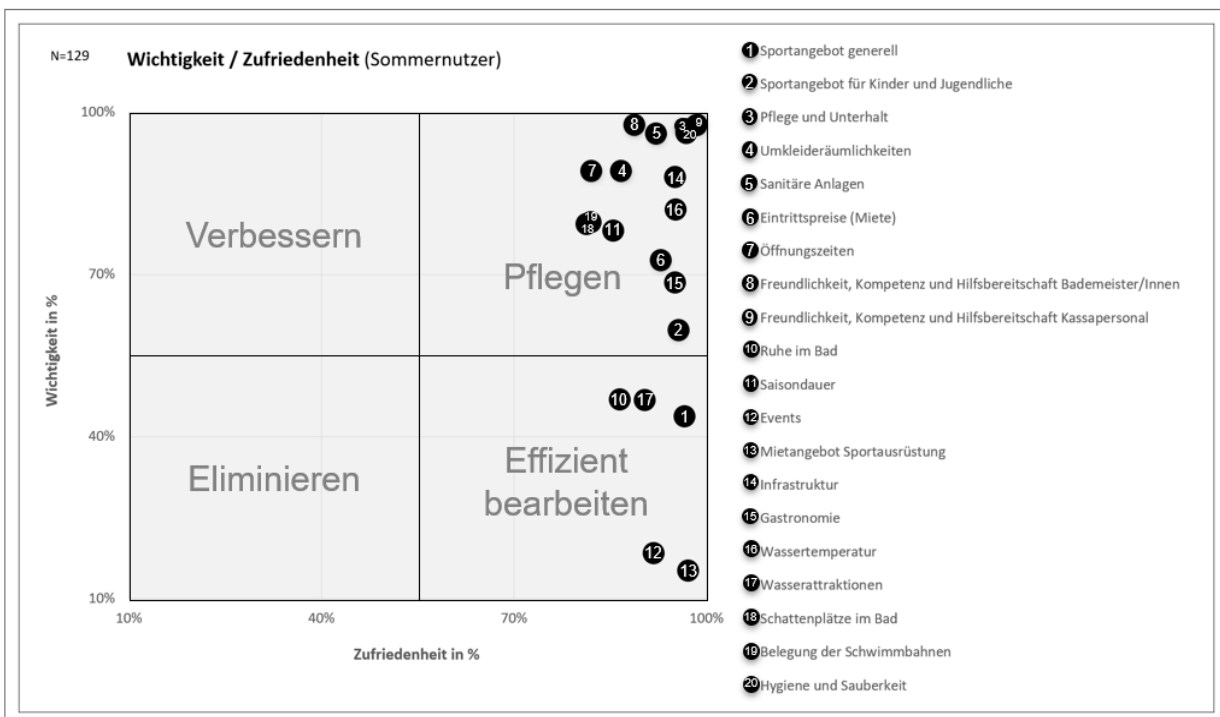 N=129
Wichtigkeit / Zufriedenheit (Sommernutzer)
Wichtigkeit in %
100%
70%
40%
10%
Verbessern
Pflegen
Eliminieren
Effizient
bearbeiten
8
5
3
9
20
7
4
14
16
19
18
11
6
15
2
10
17
1
12
13
10%
40%
70%
100%
Zufriedenheit in %
1 Sportangebot generell
2 Sportangebot für Kinder und Jugendliche
3 Pflege und Unterhalt
4 Umkleideräumlichkeiten
5 Sanitäre Anlagen
6 Eintrittspreise (Miete)
7 Öffnungszeiten
8 Freundlichkeit, Kompetenz und Hilfsbereitschaft Bademeister/Innen
9 Freundlichkeit, Kompetenz und Hilfsbereitschaft Kassapersonal
10 Ruhe im Bad
11 Saisondauer
12 Events
13 Mietangebot Sportausrüstung
14 Infrastruktur
15 Gastronomie
16 Wassertemperatur
17 Wasserattraktionen
18 Schattenplätze im Bad
19 Belegung der Schwimmbahnen
20 Hygiene und Sauberkeit